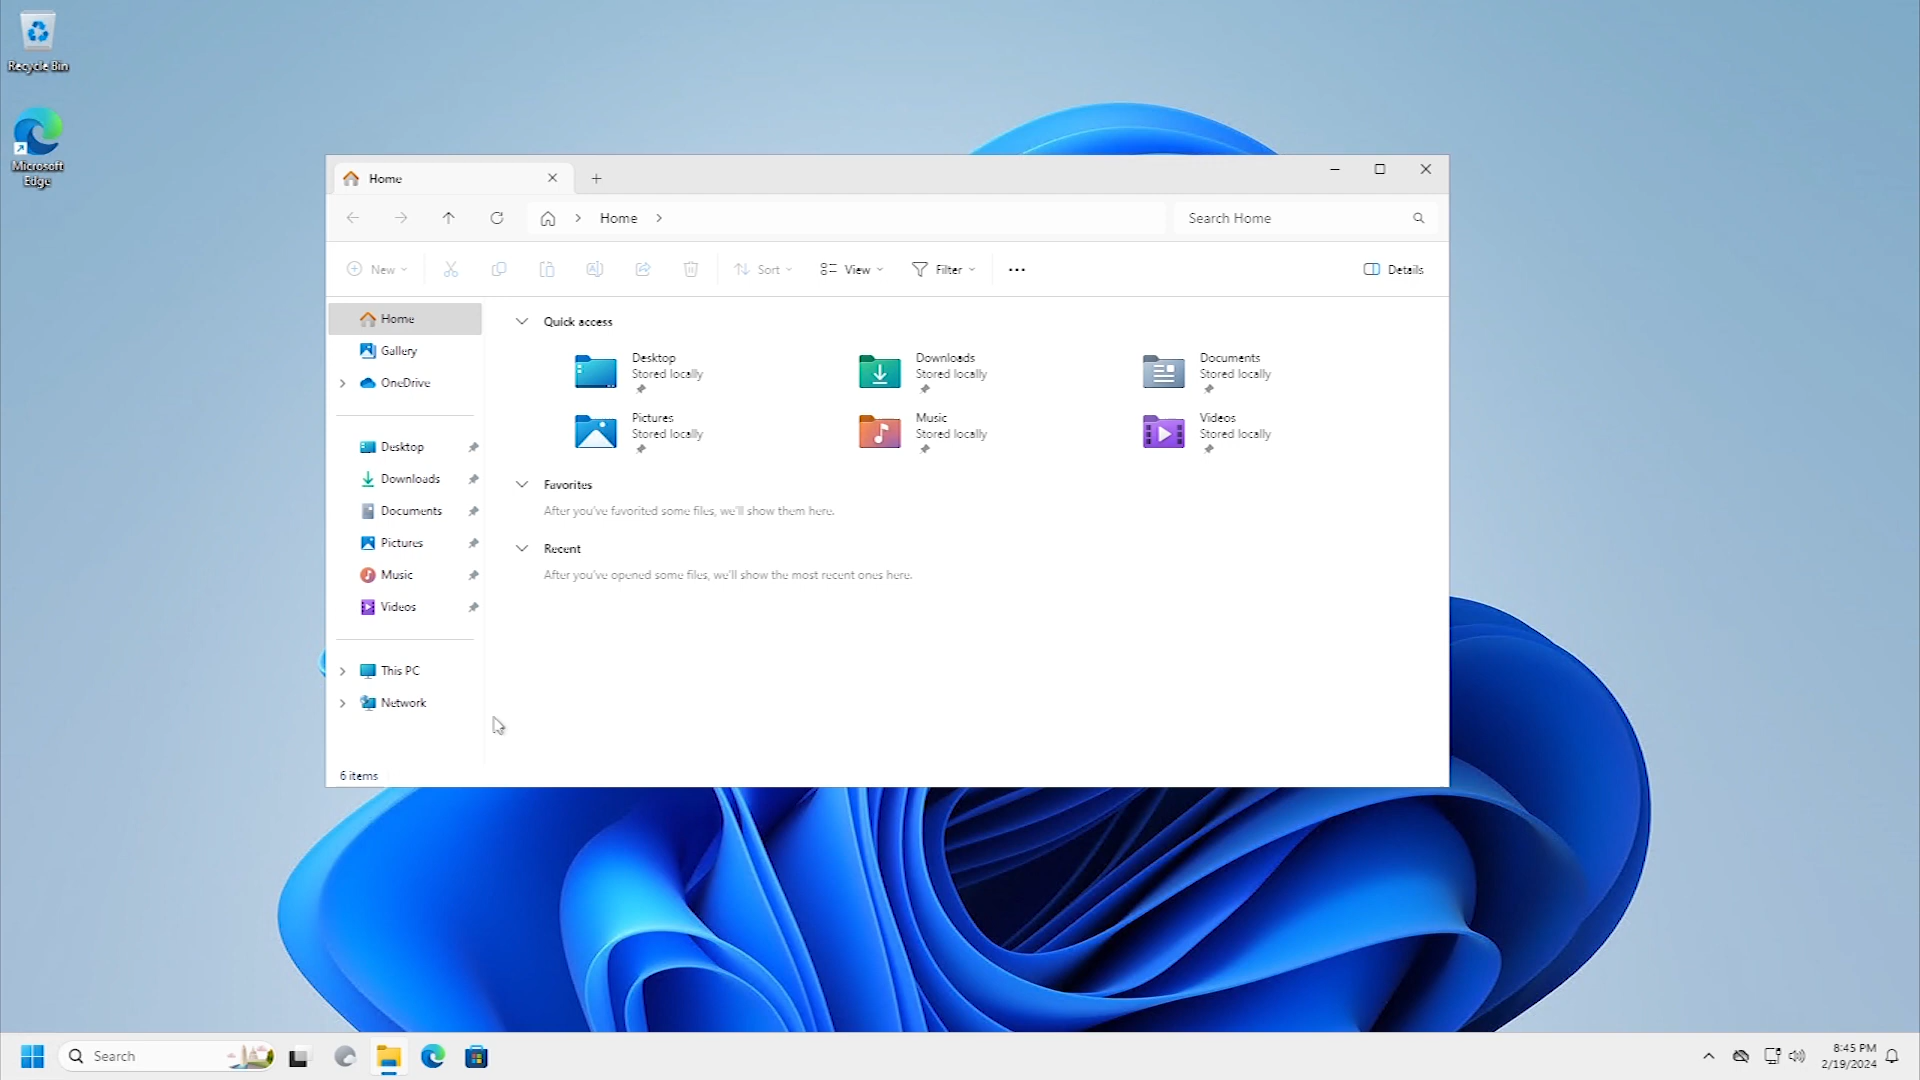 Recycle Bin
Microsoft
Edge
Home
Home
Search Home
New
Sort
View
Filter
Details
Home
Gallery
OneDrive
Desktop
Downloads
Documents
Pictures
Music
Videos
This PC
Network
Quick access
Desktop
Stored locally
Downloads
Stored locally
Documents
Stored locally
Pictures
Stored locally
Music
Stored locally
Videos
Stored locally
Favorites
After you've favorited some files, we'll show them here.
Recent
After you've opened some files, we'll show the most recent ones here.
6 items
Search
8:45 PM
2/19/2024